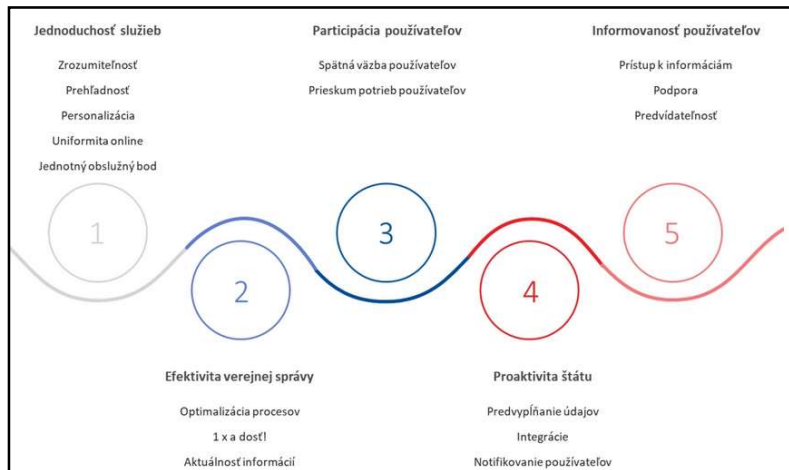 Jednoduchosť služieb
Zrozumiteľnosť
Prehľadnosť
Personalizácia
Uniformita online
Jednotný obslužný bod
1
Efektivita verejnej správy
Optimalizácia procesov
1 x a dosť!
Aktuálnosť informácií
2
Participácia používateľov
Spätná väzba používateľov
Prieskum potrieb používateľov
3
Proaktivita štátu
Predvypĺňanie údajov
Integrácie
Notifikovanie používateľov
4
Informovanosť používateľov
Prístup k informáciám
Podpora
Predvídateľnosť
5